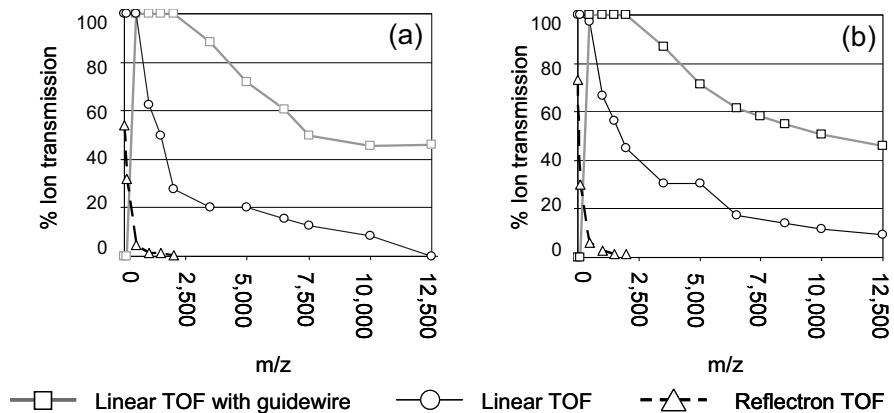 (a)
% Ion transmission
100
80
60
40
20
0
0
2,500
5,000
7,500
10,000
12,500
m/z
(b)
% Ion transmission
100
80
60
40
20
0
0
2,500
5,000
7,500
10,000
12,500
m/z
Linear TOF with guidewire
Linear TOF
Reflectron TOF